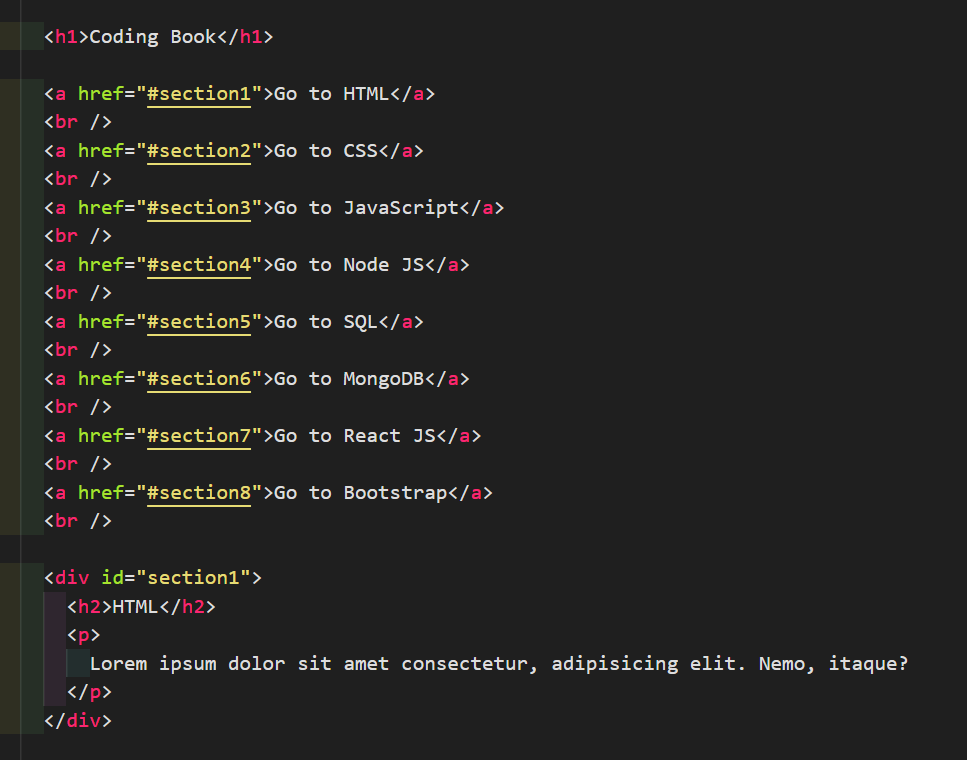 <h1>Coding Book</h1>
<a href="#section1">Go to HTML</a>
<br />
<a href="#section2">Go to CSS</a>
<br />
<a href="#section3">Go to JavaScript</a>
<br />
<a href="#section4">Go to Node JS</a>
<br />
<a href="#section5">Go to SQL</a>
<br />
<a href="#section6">Go to MongoDB</a>
<br />
<a href="#section7">Go to React JS</a>
<br />
<a href="#section8">Go to Bootstrap</a>
<br />
<div id="section1">
<h2>HTML</h2>
<p>
Lorem ipsum dolor sit amet consectetur, adipisicing elit. Nemo, itaque?
</p>
</div>